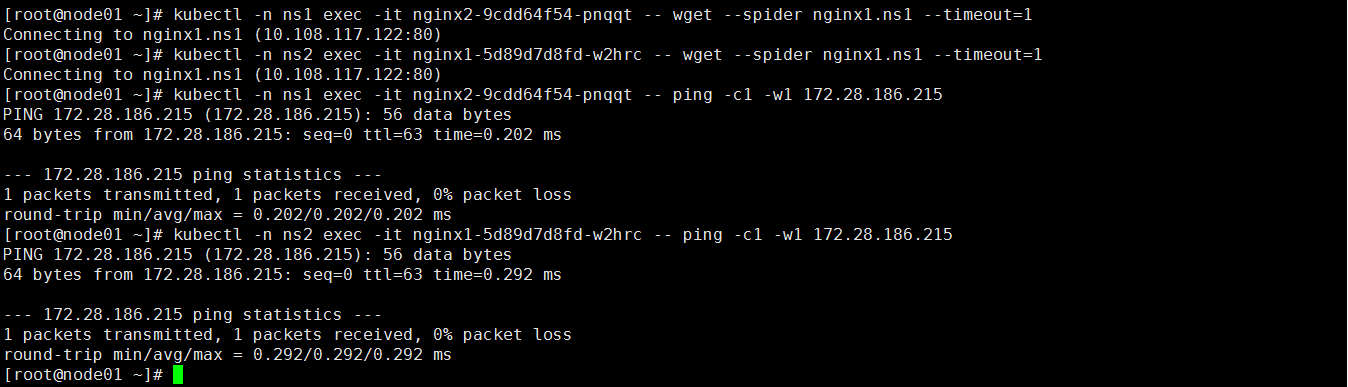 [root@node01 ~]# kubectl -n ns1 exec -it nginx2-9cdd64f54-pnqqt -- wget --spider nginx1.ns1 --timeout=1
Connecting to nginx1.ns1 (10.108.117.122:80)
[root@node01 ~]# kubectl -n ns2 exec -it nginx1-5d89d7d8fd-w2hrc -- wget --spider nginx1.ns1 --timeout=1
Connecting to nginx1.ns1 (10.108.117.122:80)
[root@node01 ~]# kubectl -n ns1 exec -it nginx2-9cdd64f54-pnqqt -- ping -c1 -w1 172.28.186.215
PING 172.28.186.215 (172.28.186.215): 56 data bytes
64 bytes from 172.28.186.215: seq=0 ttl=63 time=0.202 ms

--- 172.28.186.215 ping statistics ---
1 packets transmitted, 1 packets received, 0% packet loss
round-trip min/avg/max = 0.202/0.202/0.202 ms
[root@node01 ~]# kubectl -n ns2 exec -it nginx1-5d89d7d8fd-w2hrc -- ping -c1 -w1 172.28.186.215
PING 172.28.186.215 (172.28.186.215): 56 data bytes
64 bytes from 172.28.186.215: seq=0 ttl=63 time=0.292 ms

--- 172.28.186.215 ping statistics ---
1 packets transmitted, 1 packets received, 0% packet loss
round-trip min/avg/max = 0.292/0.292/0.292 ms
[root@node01 ~]#